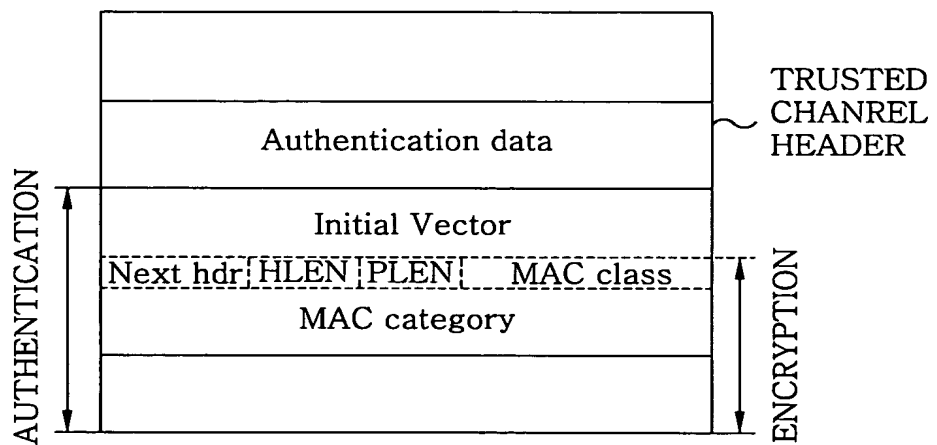 TRUSTED
CHANREL
HEADER
Authentication data
Initial Vector
Next hdr HLEN PLEN MAC class
MAC category
AUTHENTICATION
ENCRYPTION